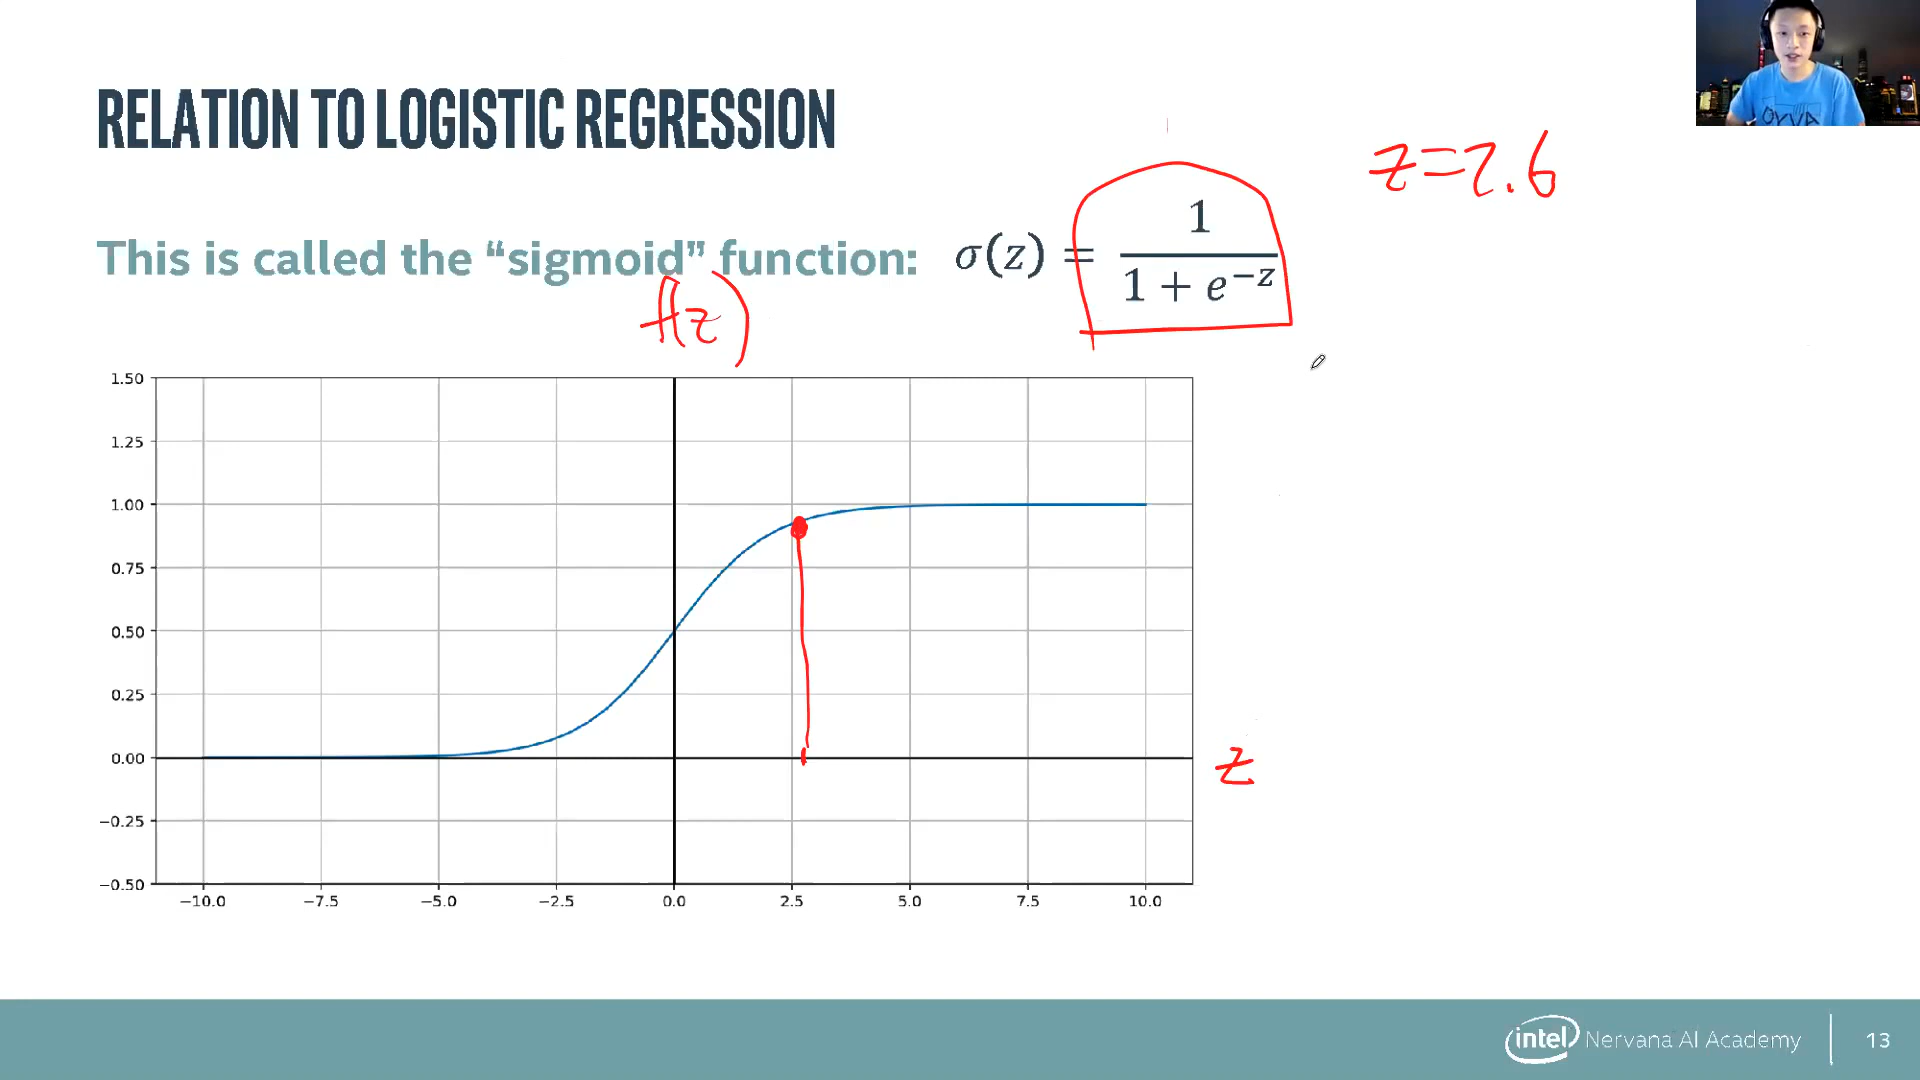 RELATION TO LOGISTIC REGRESSION
z=2.6
This is called the “sigmoid” function: σ(z) = 1 / (1 + e^−z)
f(z)
1.50
1.25
1.00
0.75
0.50
0.25
0.00
z
−0.25
−0.50
−10.0 −7.5 −5.0 −2.5 0.0 2.5 5.0 7.5 10.0
intel Nervana AI Academy 13